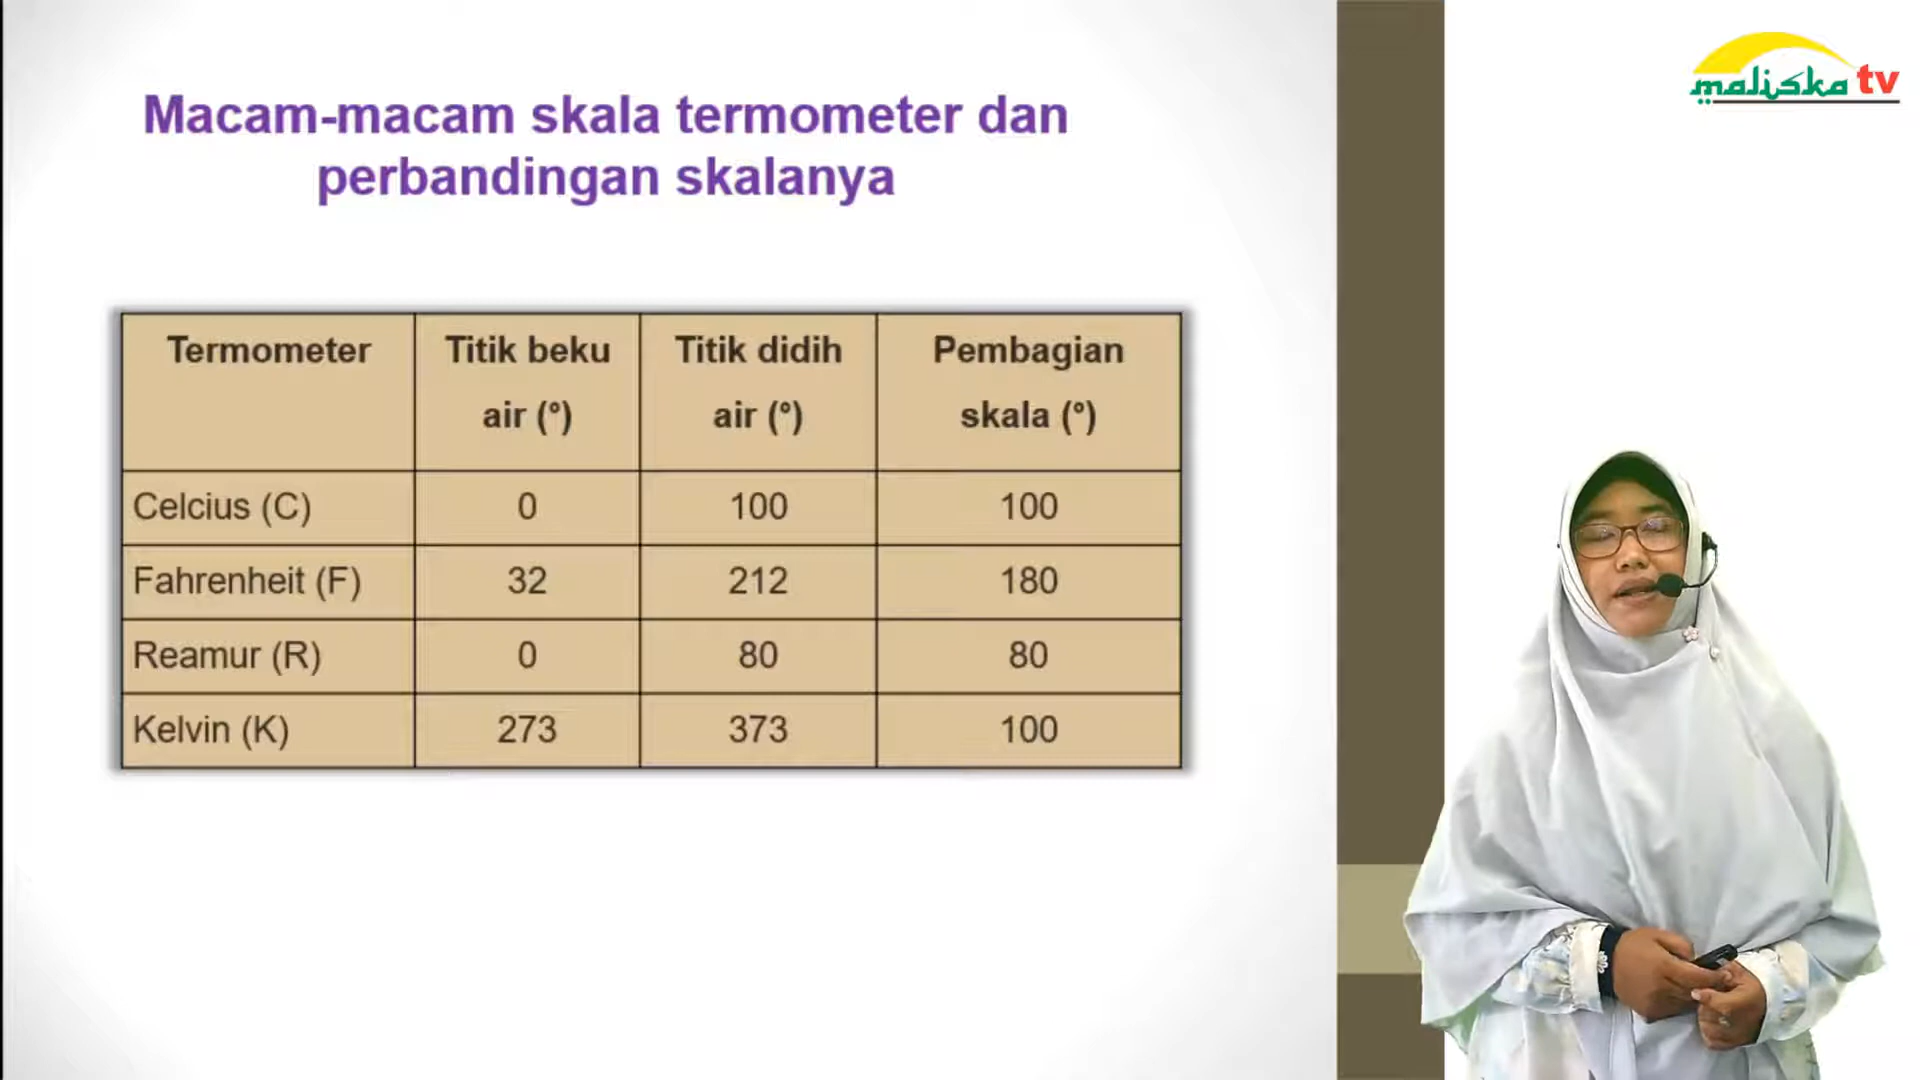 maliska tv
Macam-macam skala termometer dan
perbandingan skalanya
Termometer Titik beku air (°) Titik didih air (°) Pembagian skala (°)
Celcius (C) 0 100 100
Fahrenheit (F) 32 212 180
Reamur (R) 0 80 80
Kelvin (K) 273 373 100